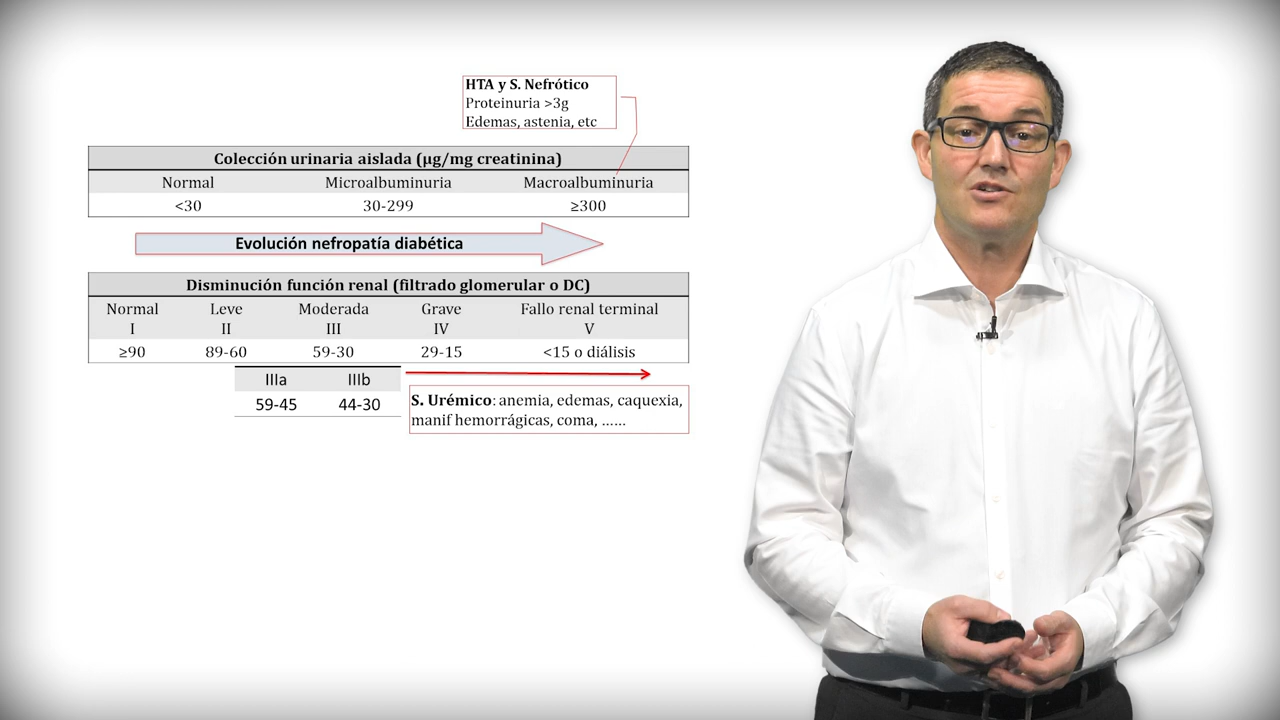 HTA y S. Nefrótico
Proteinuria >3g
Edemas, astenia, etc
Colección urinaria aislada (µg/mg creatinina)
Normal Microalbuminuria Macroalbuminuria
<30 30-299 ≥300
Evolución nefropatía diabética
Disminución función renal (filtrado glomerular o DC)
Normal Leve Moderada Grave Fallo renal terminal
I II III IV V
≥90 89-60 59-30 29-15 <15 o diálisis
IIIa IIIb
59-45 44-30
S. Urémico: anemia, edemas, caquexia,
manif hemorrágicas, coma, ......